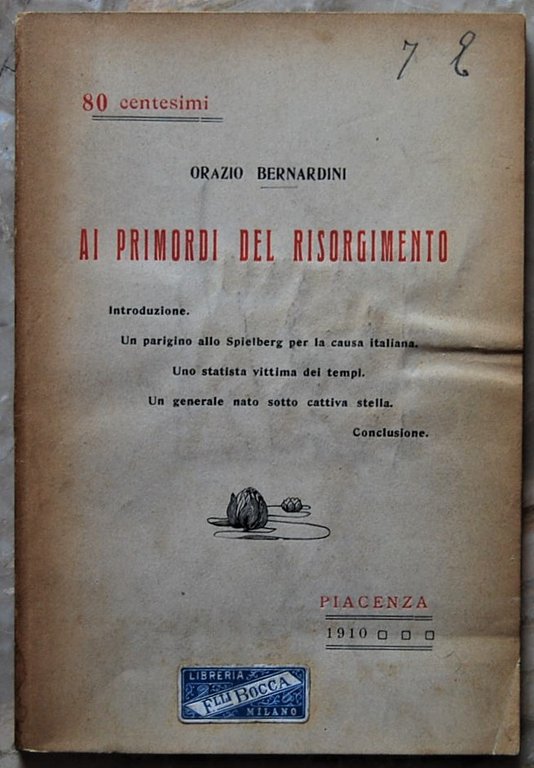 7 E
80 centesimi
ORAZIO BERNARDINI
AI PRIMORDI DEL RISORGIMENTO
Introduzione.
Un parigino allo Spielberg per la causa italiana.
Uno statista vittima dei tempi.
Un generale nato sotto cattiva stella.
Conclusione.
PIACENZA
1910
LIBRERIA
F.LLI BOCCA
MILANO